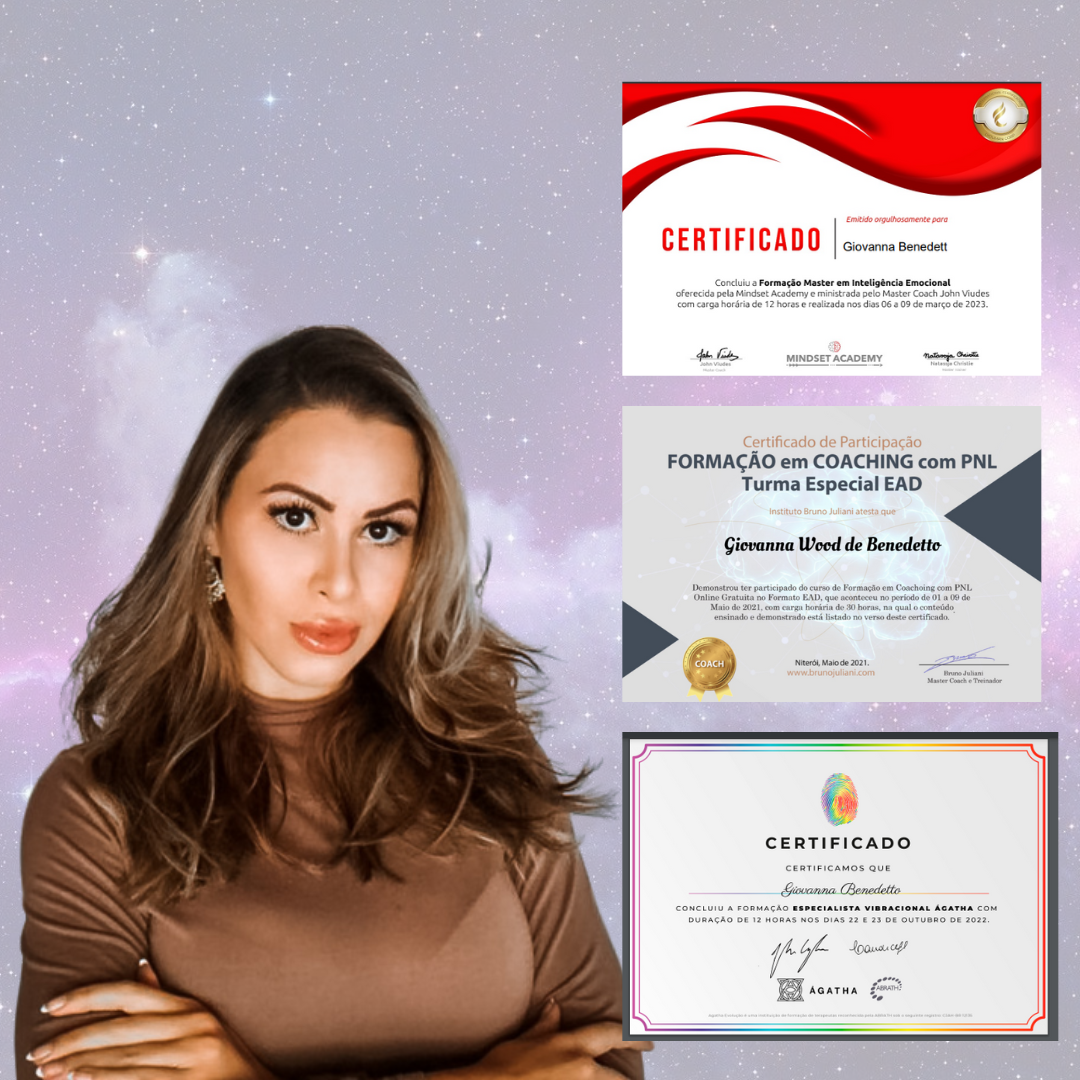 Emitido orgulhosamente para
CERTIFICADO
Giovanna Benedett
Concluiu a Formação Master em Inteligência Emocional
oferecida pela Mindset Academy e ministrada pelo Master Coach John Viudes
com carga horária de 12 horas e realizada nos dias 06 a 09 de março de 2023.
John Viudes
Natasja Christie
MINDSET ACADEMY
Certificado de Participação
FORMAÇÃO em COACHING com PNL
Turma Especial EAD
Instituto Bruno Juliani atesta que
Giovanna Wood de Benedetto
Demonstrou ter participado do curso de Formação em Coachoing com PNL
Online Gratuita no Formato EAD, que aconteceu no período de 01 a 09 de
Maio de 2021, com carga horária de 30 horas, na qual o conteúdo
ensinado e demonstrado está listado no verso deste certificado.
COACH
Niterói, Maio de 2021.
www.brunojuliani.com
Bruno Juliani
Master Coach e Treinador
CERTIFICADO
CERTIFICAMOS QUE
Giovanna Benedetto
CONCLUIU A FORMAÇÃO ESPECIALISTA VIBRACIONAL ÁGATHA COM
DURAÇÃO DE 12 HORAS NOS DIAS 22 E 23 DE OUTUBRO DE 2022.
ÁGATHA
ABRATH